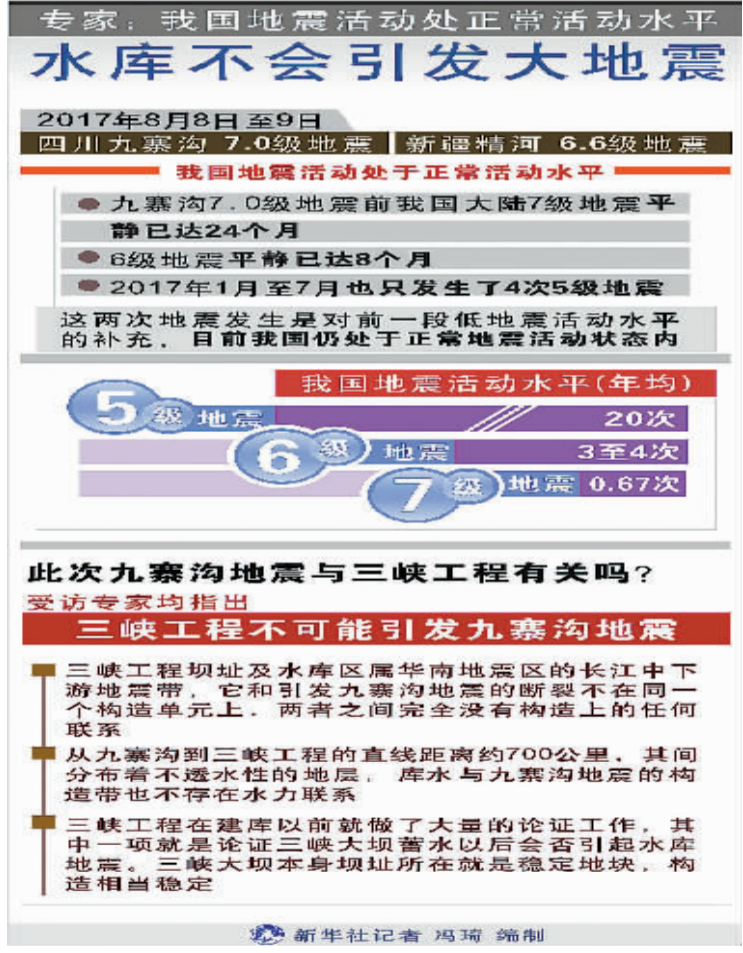 专家：我国地震活动处正常活动水平
水库不会引发大地震
2017年8月8日至9日
四川九寨沟 7.0级地震 新疆精河 6.6级地震
我国地震活动处于正常活动水平
九寨沟7.0级地震前我国大陆7级地震平
静已达24个月
6级地震平静已达8个月
2017年1月至7月也只发生了4次5级地震
这两次地震发生是对前一段低地震活动水平
的补充，目前我国仍处于正常地震活动状态内
我国地震活动水平(年均)
5级地震 20次
6级地震 3至4次
7级地震 0.67次
此次九寨沟地震与三峡工程有关吗?
受访专家均指出
三峡工程不可能引发九寨沟地震
三峡工程坝址及水库区属华南地震区的长江中下
游地震带，它和引发九寨沟地震的断裂不在同一
个构造单元上，两者之间完全没有构造上的任何
联系
从九寨沟到三峡工程的直线距离约700公里，其间
分布着不透水性的地层，库水与九寨沟地震的构
造带也不存在水力联系
三峡工程在建库以前就做了大量的论证工作，其
中一项就是论证三峡大坝蓄水以后会否引起水库
地震。三峡大坝本身坝址所在就是稳定地块，构
造相当稳定
新华社记者 冯琦 编制